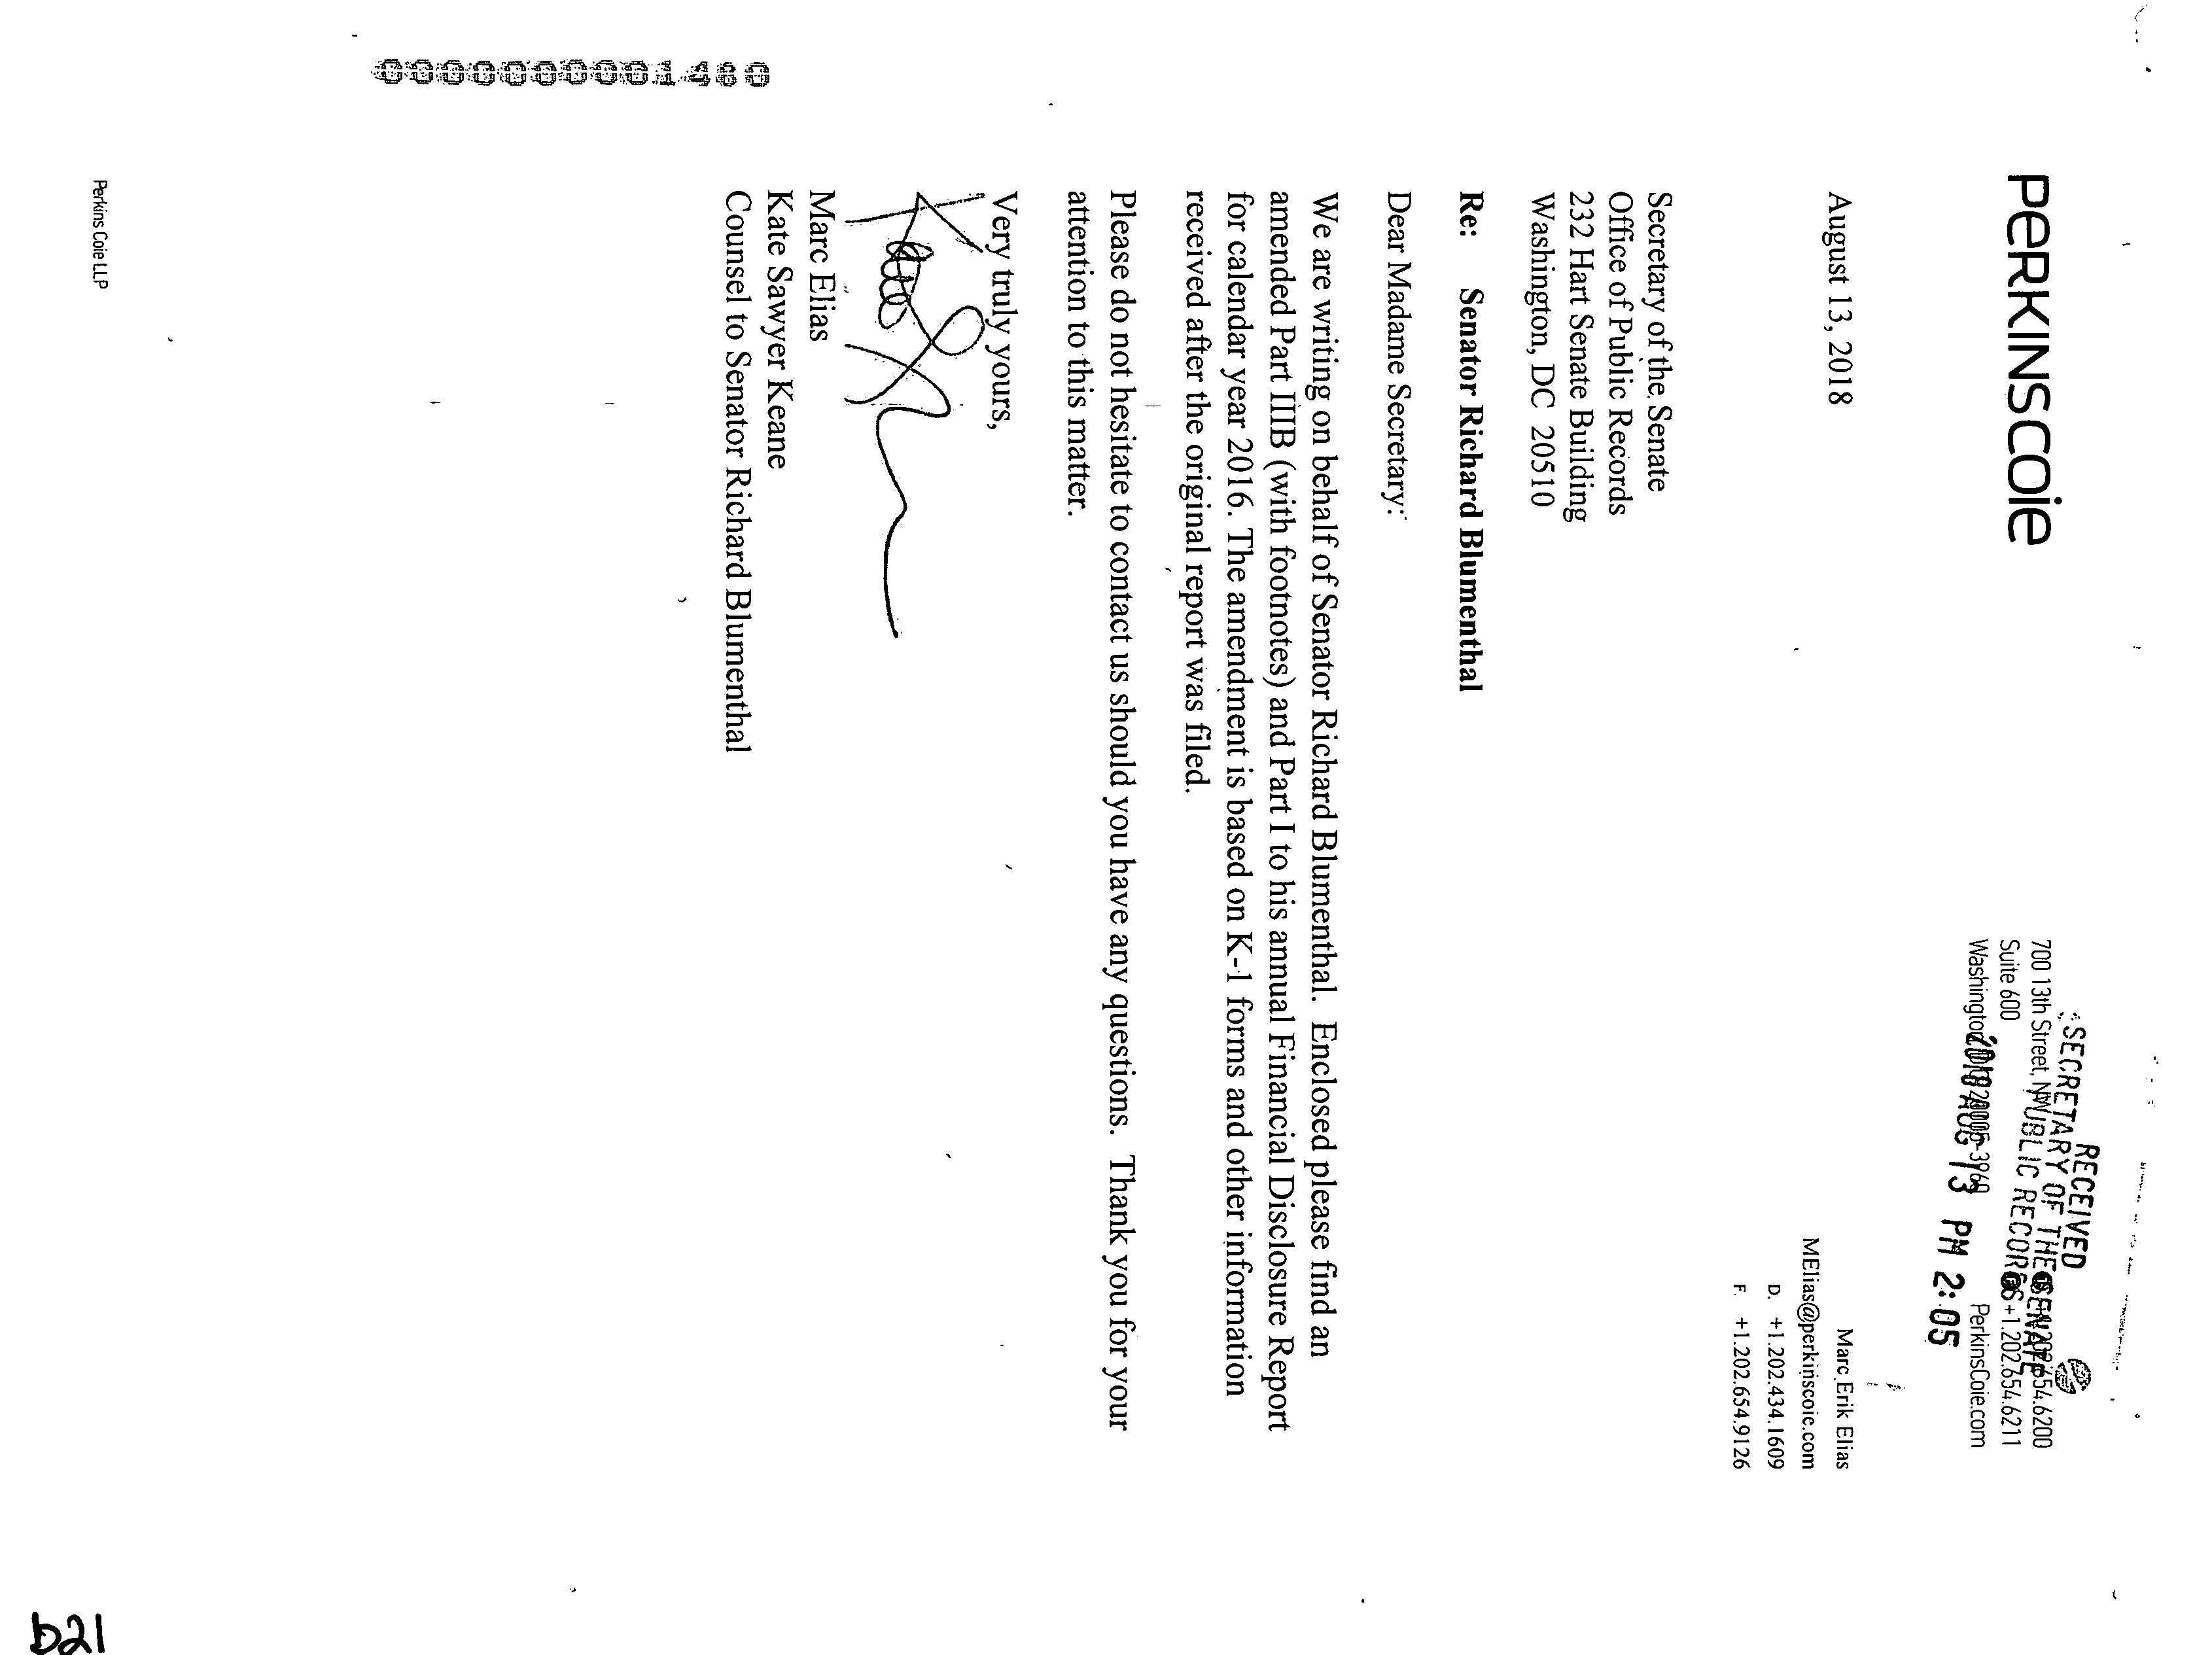 PERKINSCOIE
RECEIVED
SECRETARY OF THE SENATE
PUBLIC RECORDS
2018 AUG 13 PM 2:05
700 13th Street, NW
Suite 600
Washington, 20005-3960
+1.202.654.6200
+1.202.654.6211
PerkinsCoie.com
August 13, 2018
Marc Erik Elias
MElias@perkinscoie.com
D. +1.202.434.1609
F. +1.202.654.9126
Secretary of the Senate
Office of Public Records
232 Hart Senate Building
Washington, DC 20510
Re: Senator Richard Blumenthal
Dear Madame Secretary:
We are writing on behalf of Senator Richard Blumenthal. Enclosed please find an
amended Part IIIB (with footnotes) and Part I to his annual Financial Disclosure Report
for calendar year 2016. The amendment is based on K-1 forms and other information
received after the original report was filed.
Please do not hesitate to contact us should you have any questions. Thank you for your
attention to this matter.
Very truly yours,
Marc Elias
Kate Sawyer Keane
Counsel to Senator Richard Blumenthal
Perkins Coie LLP
b21